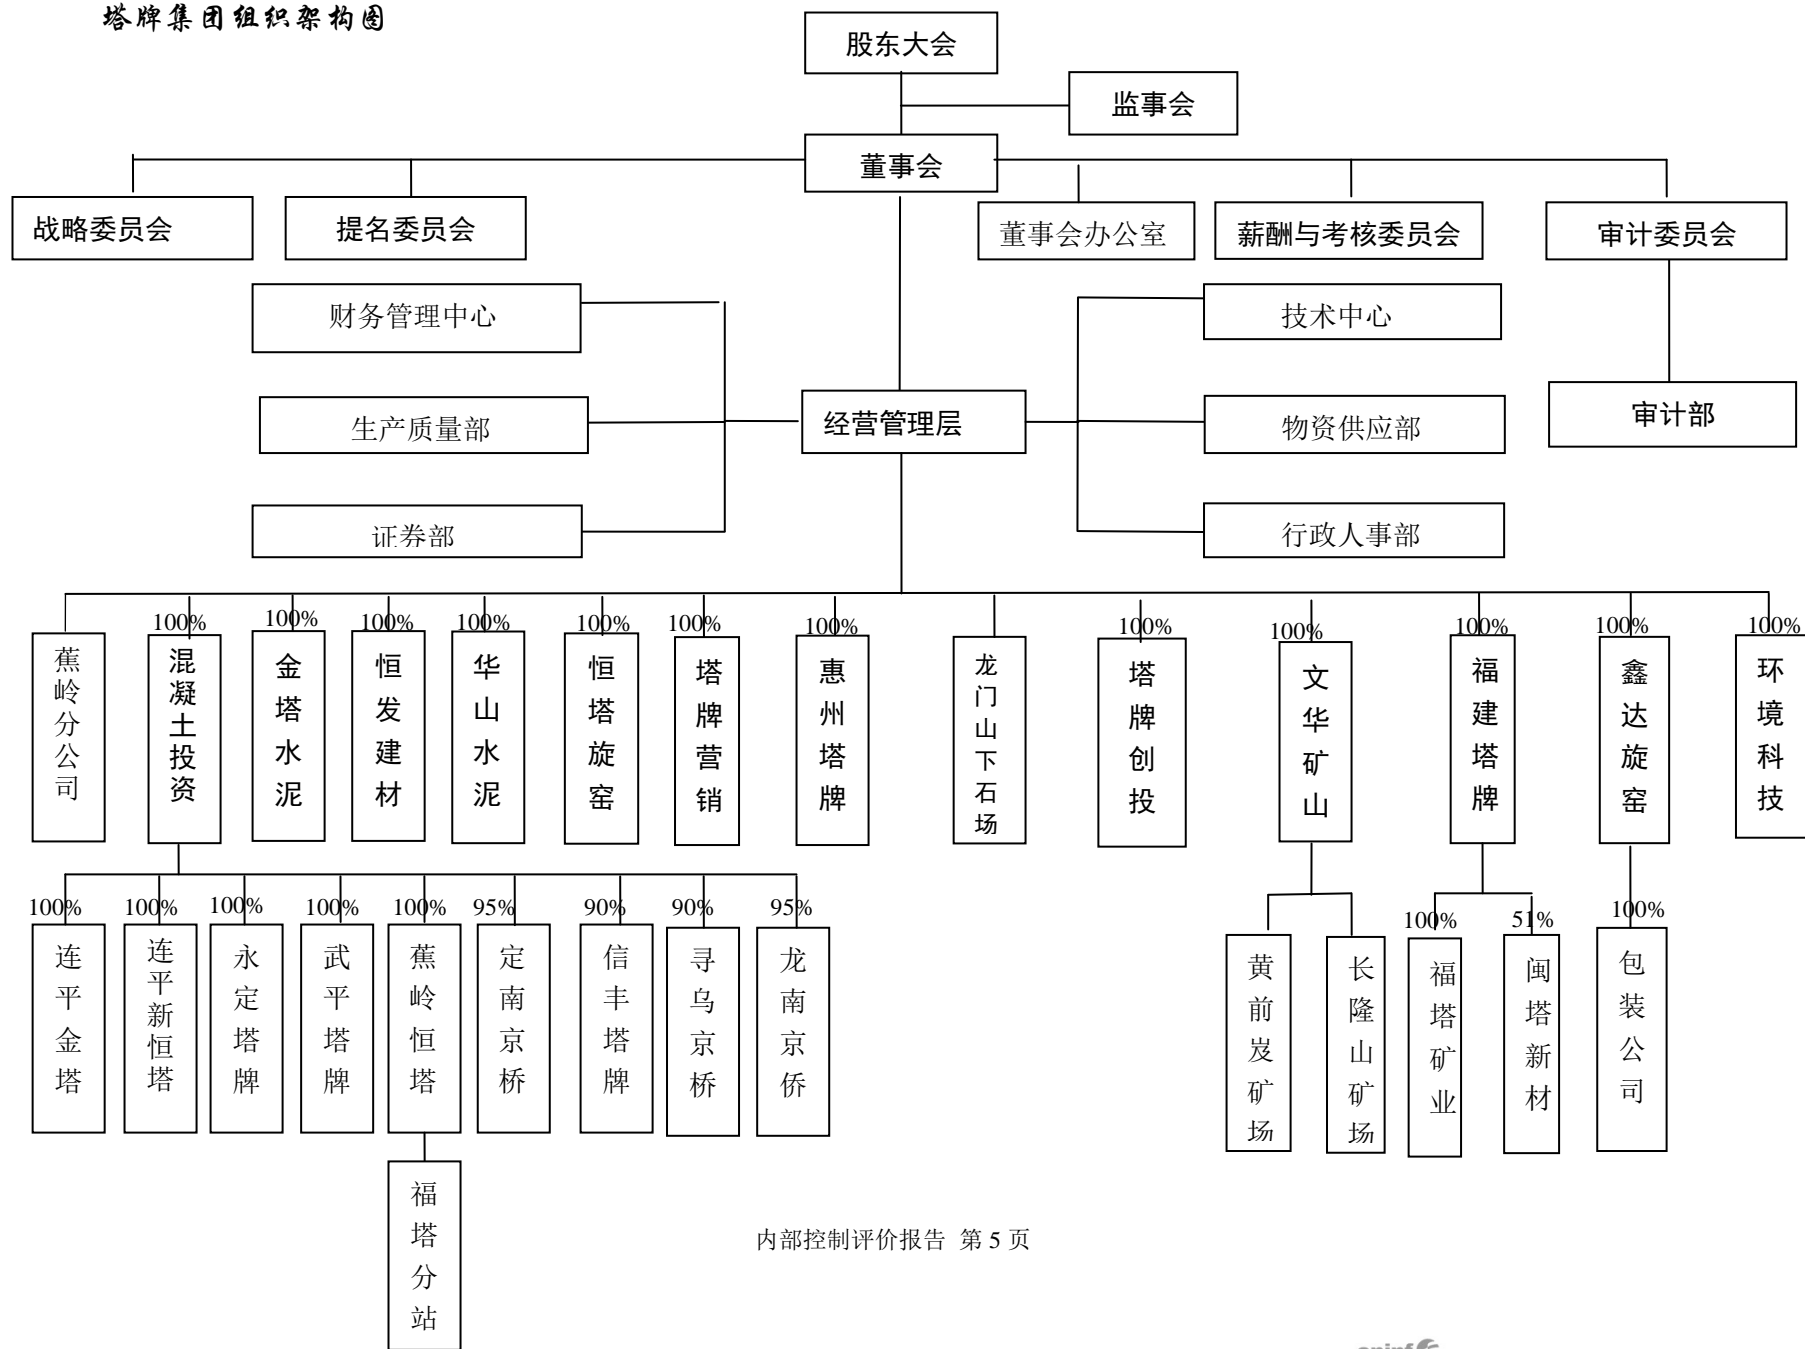 塔牌集团组织架构图
股东大会
监事会
董事会
战略委员会
提名委员会
董事会办公室
薪酬与考核委员会
审计委员会
财务管理中心
技术中心
生产质量部
经营管理层
物资供应部
审计部
证券部
行政人事部
100%
100%
100%
100%
100%
100%
100%
100%
100%
100%
100%
100%
蕉岭分公司
混凝土投资
金塔水泥
恒发建材
华山水泥
恒塔旋窑
塔牌营销
惠州塔牌
龙门山下石场
塔牌创投
文华矿山
福建塔牌
鑫达旋窑
环境科技
100%
100%
100%
100%
100%
95%
90%
90%
95%
100%
51%
100%
连平金塔
连平新恒塔
永定塔牌
武平塔牌
蕉岭恒塔
定南京桥
信丰塔牌
寻乌京桥
龙南京侨
黄前岌矿场
长隆山矿场
福塔矿业
闽塔新材
包装公司
福塔分站
内部控制评价报告 第 5 页